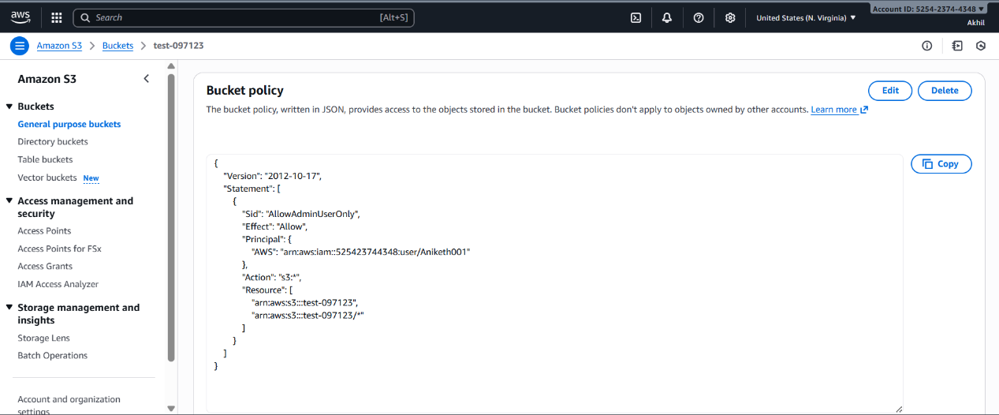 aws
Search
[Alt+S]
United States (N. Virginia) ▼
Account ID: 5254-2374-4348 ▼
Akhil
Amazon S3 > Buckets > test-097123
Amazon S3
Buckets
General purpose buckets
Directory buckets
Table buckets
Vector buckets New
Access management and
security
Access Points
Access Points for FSx
Access Grants
IAM Access Analyzer
Storage management and
insights
Storage Lens
Batch Operations
Account and organization
settings
Bucket policy
Edit
Delete
The bucket policy, written in JSON, provides access to the objects stored in the bucket. Bucket policies don't apply to objects owned by other accounts. Learn more
Copy
{
"Version": "2012-10-17",
"Statement": [
{
"Sid": "AllowAdminUserOnly",
"Effect": "Allow",
"Principal": {
"AWS": "arn:aws:iam::525423744348:user/Aniketh001"
},
"Action": "s3:*",
"Resource": [
"arn:aws:s3:::test-097123",
"arn:aws:s3:::test-097123/*"
]
}
]
}